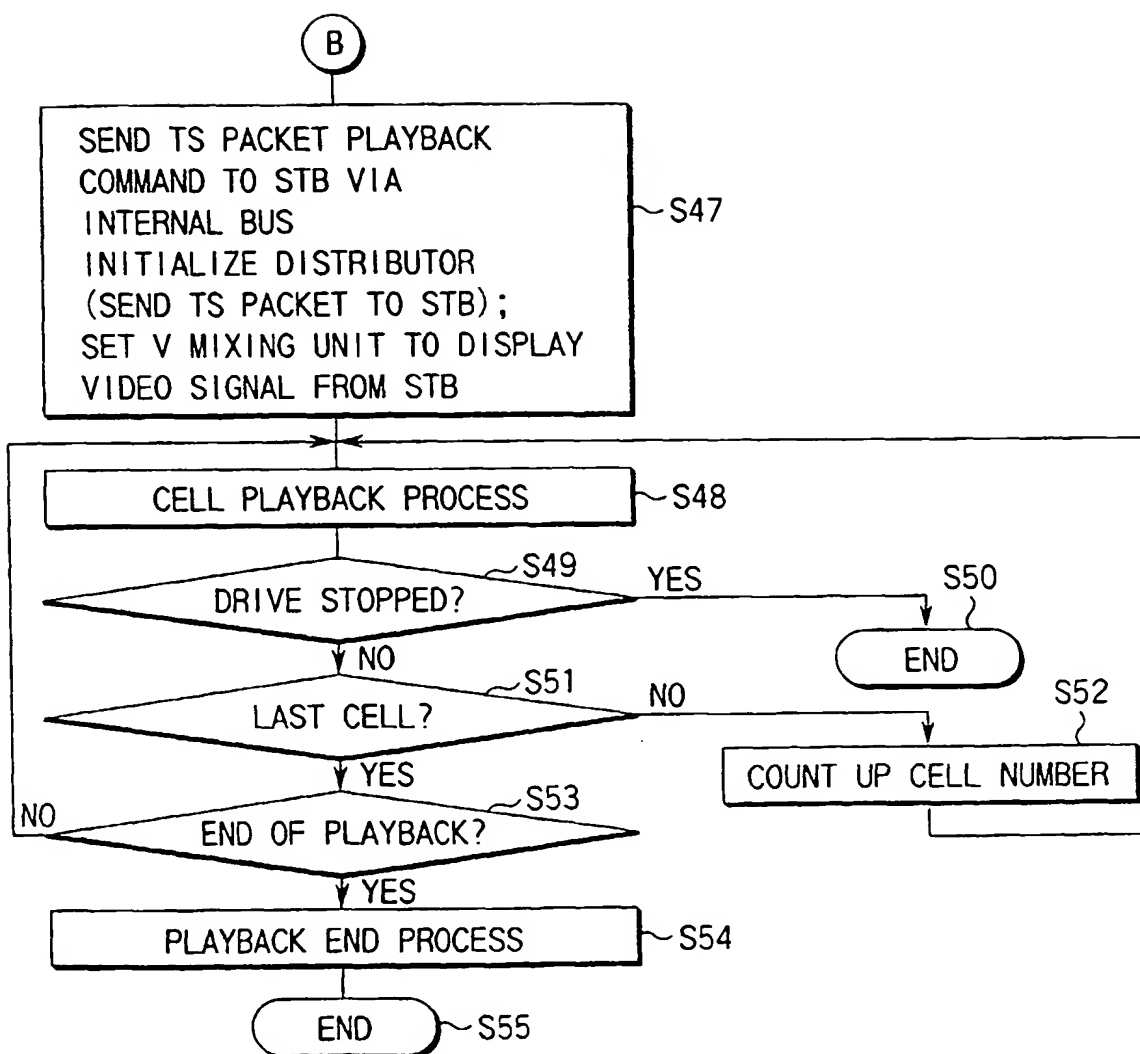 B
SEND TS PACKET PLAYBACK
COMMAND TO STB VIA
INTERNAL BUS
INITIALIZE DISTRIBUTOR
(SEND TS PACKET TO STB);
SET V MIXING UNIT TO DISPLAY
VIDEO SIGNAL FROM STB
S47
CELL PLAYBACK PROCESS
S48
S49
DRIVE STOPPED?
YES
S50
END
NO
S51
LAST CELL?
NO
S52
COUNT UP CELL NUMBER
YES
S53
NO
END OF PLAYBACK?
YES
PLAYBACK END PROCESS
S54
END
S55